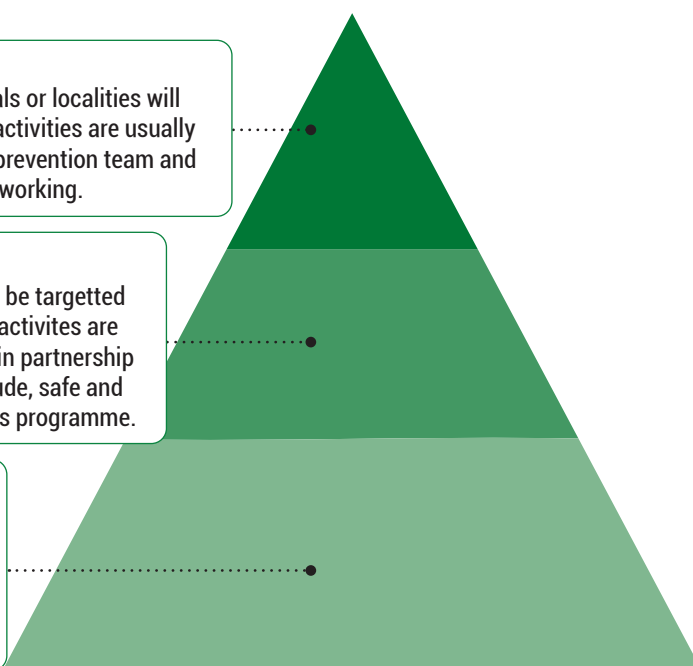 als or localities will
activities are usually
prevention team and
working.
be targetted
activites are
in partnership
ude, safe and
s programme.